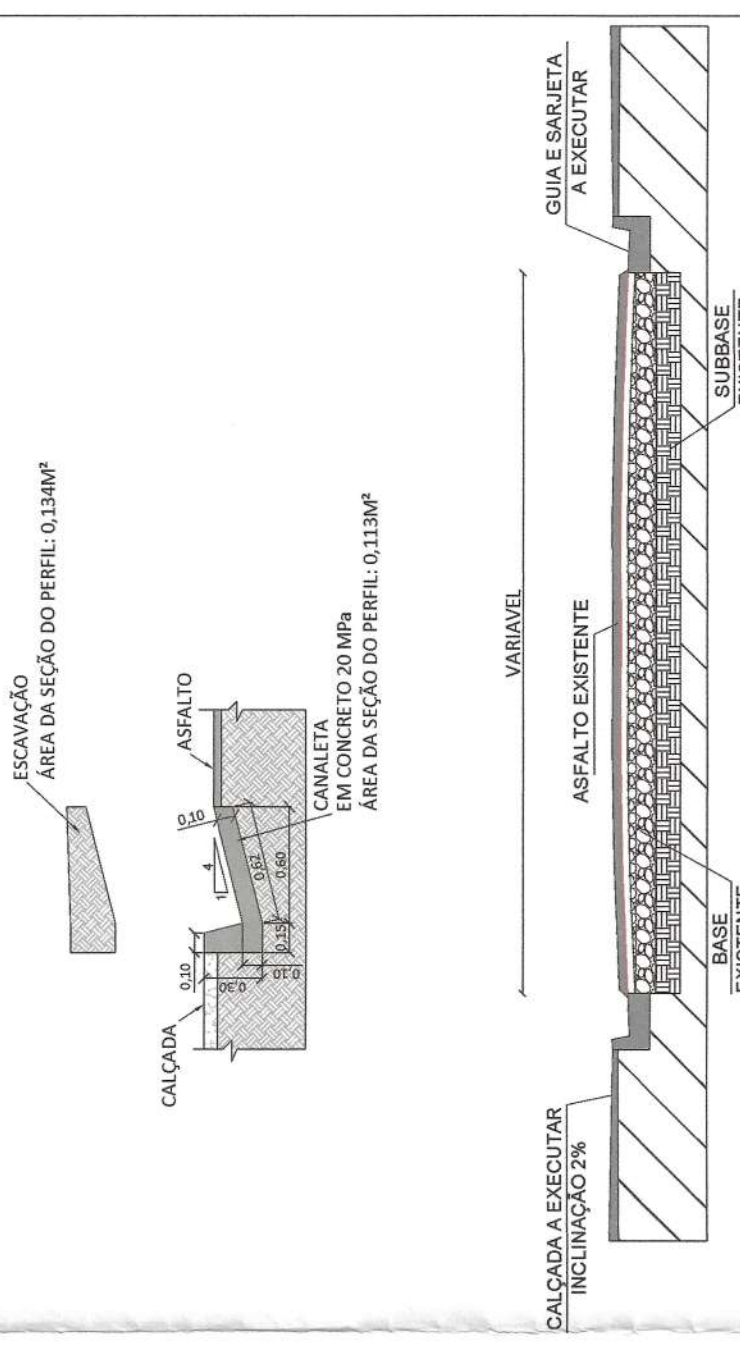 ESCAVAÇÃO
ÁREA DA SEÇÃO DO PERFIL: 0,134M²
CALÇADA
0,10
0,30
0,10
0,15
0,60
0,62
1
4
0,10
ASFALTO
CANALETA
EM CONCRETO 20 MPa
ÁREA DA SEÇÃO DO PERFIL: 0,113M²
VARIAVEL
CALÇADA A EXECUTAR
INCLINAÇÃO 2%
ASFALTO EXISTENTE
GUIA E SARJETA
A EXECUTAR
BASE
EXISTENTE
SUBBASE